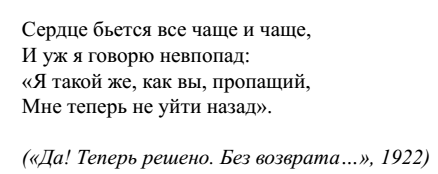 Сердце бьется все чаще и чаще,
И уж я говорю невпопад:
«Я такой же, как вы, пропащий,
Мне теперь не уйти назад».
(«Да! Теперь решено. Без возврата…», 1922)